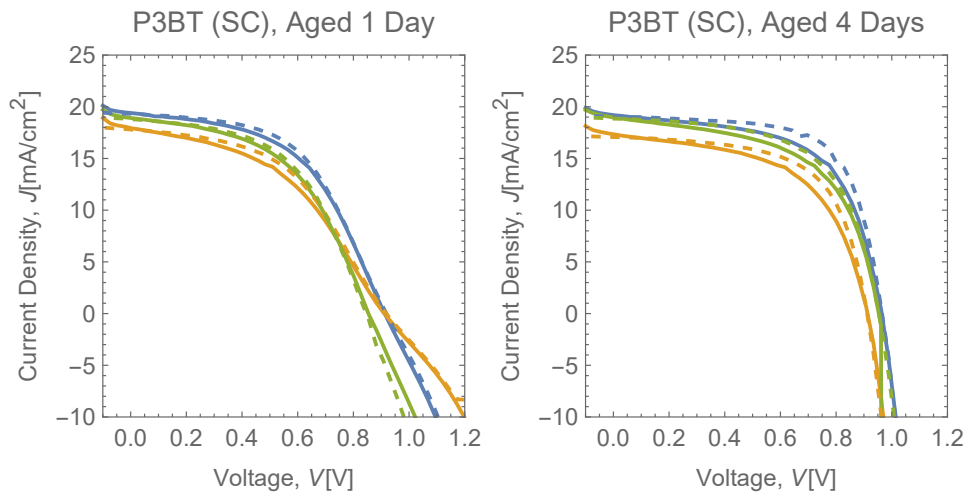 P3BT (SC), Aged 1 Day
25
20
15
10
5
0
−5
−10
0.0 0.2 0.4 0.6 0.8 1.0 1.2
Current Density, J[mA/cm²]
Voltage, V[V]
P3BT (SC), Aged 4 Days
25
20
15
10
5
0
−5
−10
0.0 0.2 0.4 0.6 0.8 1.0 1.2
Current Density, J[mA/cm²]
Voltage, V[V]